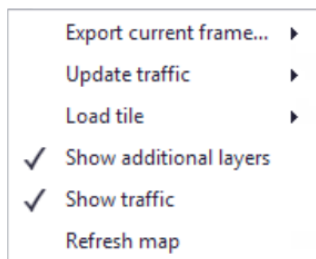 Export current frame...
Update traffic
Load tile
Show additional layers
Show traffic
Refresh map